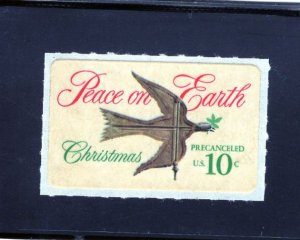 Peace on Earth
Christmas
PRECANCELED
U.S. 10c